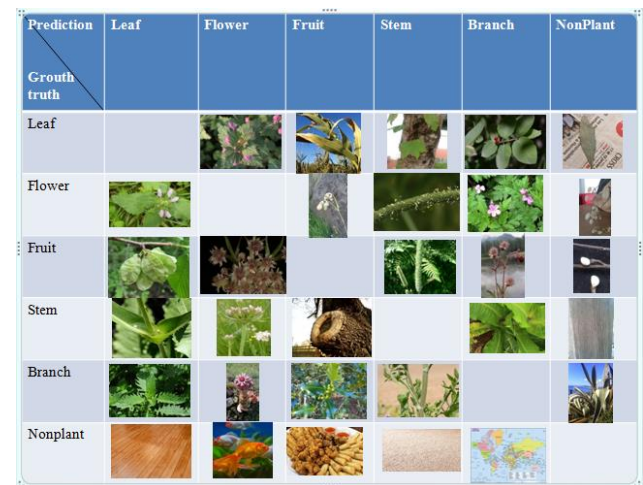 Prediction
Leaf
Flower
Fruit
Stem
Branch
NonPlant
Grouth
truth
Leaf
Flower
Fruit
Stem
Branch
Nonplant